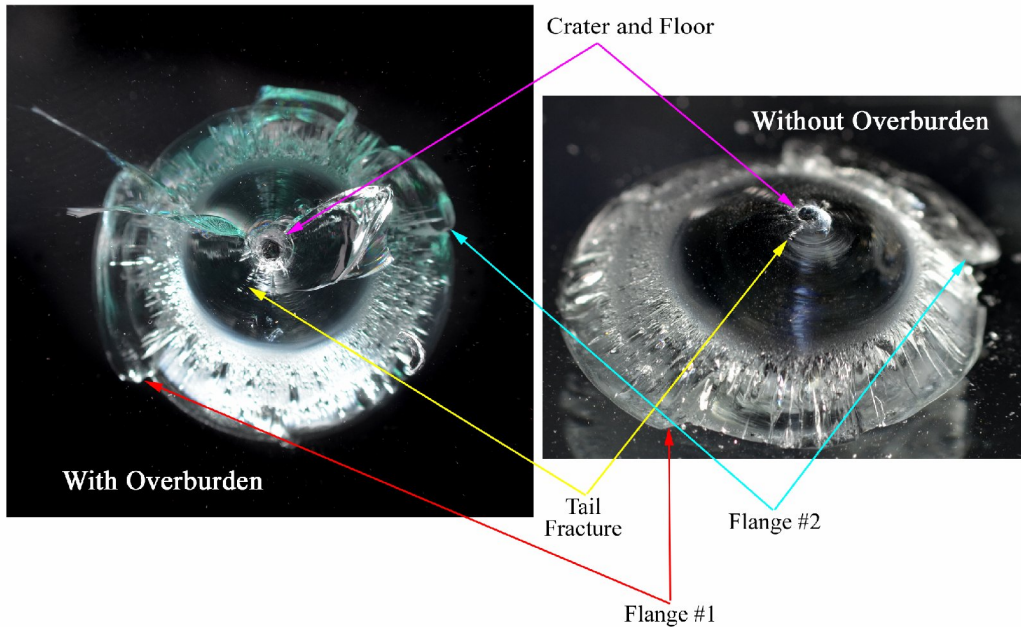 Crater and Floor
Without Overburden
With Overburden
Tail
Fracture
Flange #2
Flange #1